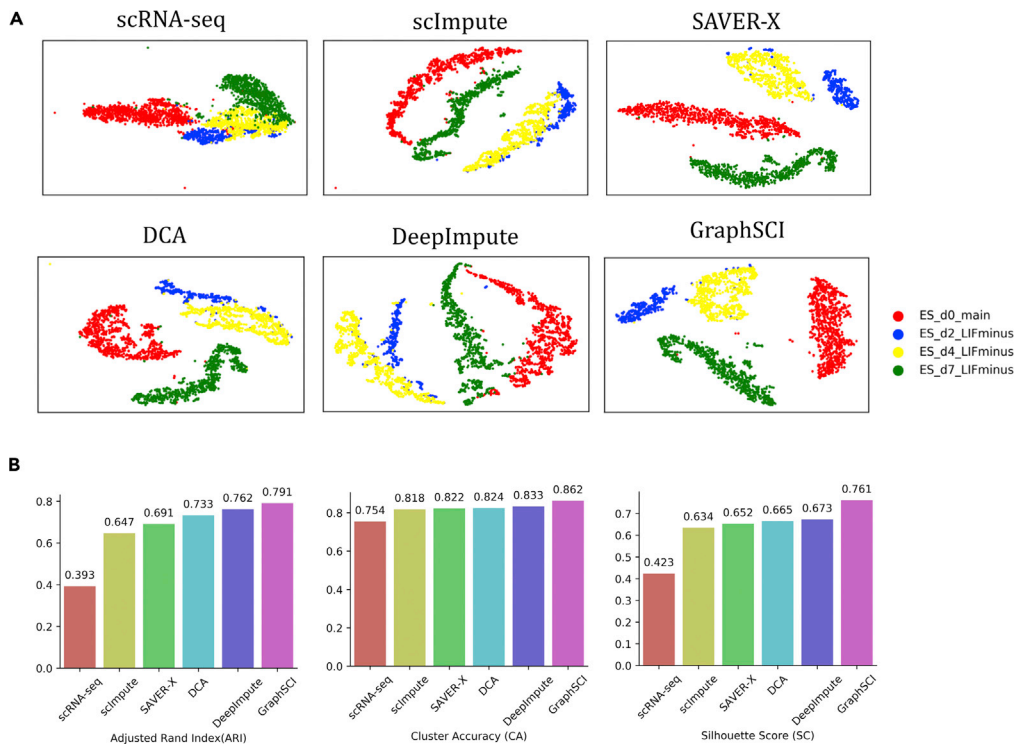 A
scRNA-seq
scImpute
SAVER-X
DCA
DeepImpute
GraphSCI
ES_d0_main
ES_d2_LIFminus
ES_d4_LIFminus
ES_d7_LIFminus
B
0.8
0.6
0.4
0.2
0.0
0.393
0.647
0.691
0.733
0.762
0.791
scRNA-seq
scImpute
SAVER-X
DCA
DeepImpute
GraphSCI
Adjusted Rand Index(ARI)
0.8
0.6
0.4
0.2
0.0
0.754
0.818
0.822
0.824
0.833
0.862
scRNA-seq
scImpute
SAVER-X
DCA
DeepImpute
GraphSCI
Cluster Accuracy (CA)
0.7
0.6
0.5
0.4
0.3
0.2
0.1
0.0
0.423
0.634
0.652
0.665
0.673
0.761
scRNA-seq
scImpute
SAVER-X
DCA
DeepImpute
GraphSCI
Silhouette Score (SC)